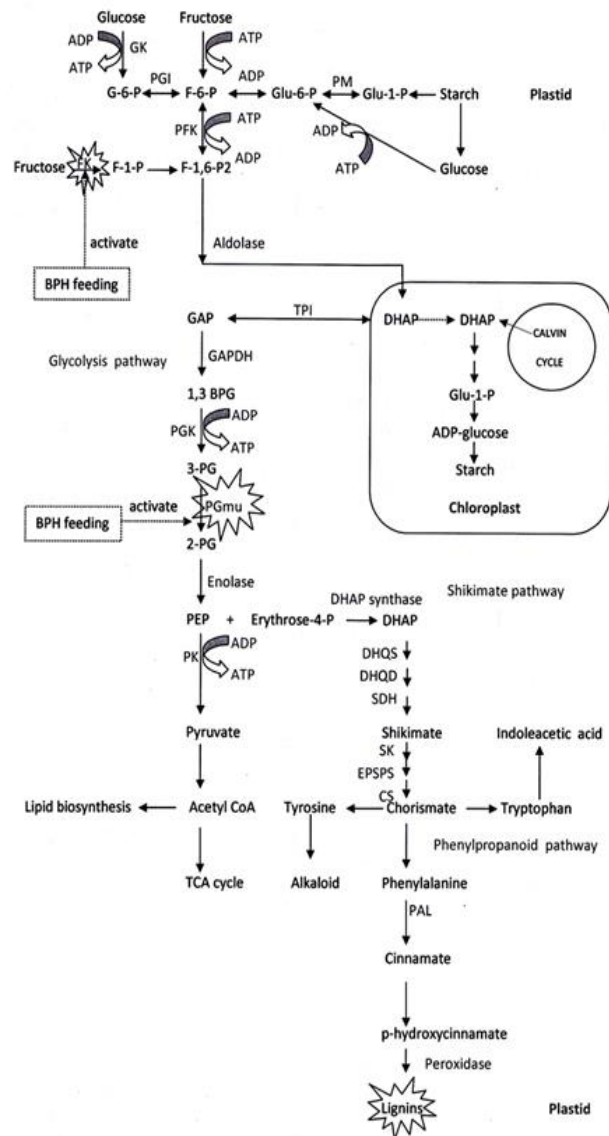 Glucose Fructose
ADP ATP
GK
ATP ADP
PGI PM
G-6-P F-6-P Glu-6-P Glu-1-P Starch Plastid
PFK ATP ADP
ADP ATP
Fructose FK F-1-P F-1,6-P2 Glucose
activate Aldolase
BPH feeding
GAP TPI DHAP DHAP CALVIN
CYCLE
Glycolysis pathway GAPDH
1,3 BPG Glu-1-P
PGK ADP
ATP ADP-glucose
3-PG Starch
activate PGmu Chloroplast
BPH feeding
2-PG
Enolase DHAP synthase Shikimate pathway
PEP + Erythrose-4-P DHAP
PK ADP DHQS
ATP DHQD
SDH
Pyruvate Shikimate Indoleacetic acid
SK
EPSPS
CS
Lipid biosynthesis Acetyl CoA Tyrosine Chorismate Tryptophan
Phenylpropanoid pathway
TCA cycle Alkaloid Phenylalanine
PAL
Cinnamate
p-hydroxycinnamate
Peroxidase
Lignins Plastid